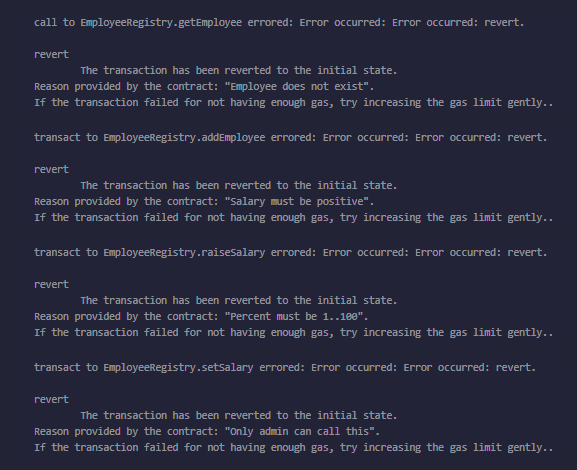 call to EmployeeRegistry.getEmployee errored: Error occurred: Error occurred: revert.
revert
The transaction has been reverted to the initial state.
Reason provided by the contract: "Employee does not exist".
If the transaction failed for not having enough gas, try increasing the gas limit gently..
transact to EmployeeRegistry.addEmployee errored: Error occurred: Error occurred: revert.
revert
The transaction has been reverted to the initial state.
Reason provided by the contract: "Salary must be positive".
If the transaction failed for not having enough gas, try increasing the gas limit gently..
transact to EmployeeRegistry.raiseSalary errored: Error occurred: Error occurred: revert.
revert
The transaction has been reverted to the initial state.
Reason provided by the contract: "Percent must be 1..100".
If the transaction failed for not having enough gas, try increasing the gas limit gently..
transact to EmployeeRegistry.setSalary errored: Error occurred: Error occurred: revert.
revert
The transaction has been reverted to the initial state.
Reason provided by the contract: "Only admin can call this".
If the transaction failed for not having enough gas, try increasing the gas limit gently..